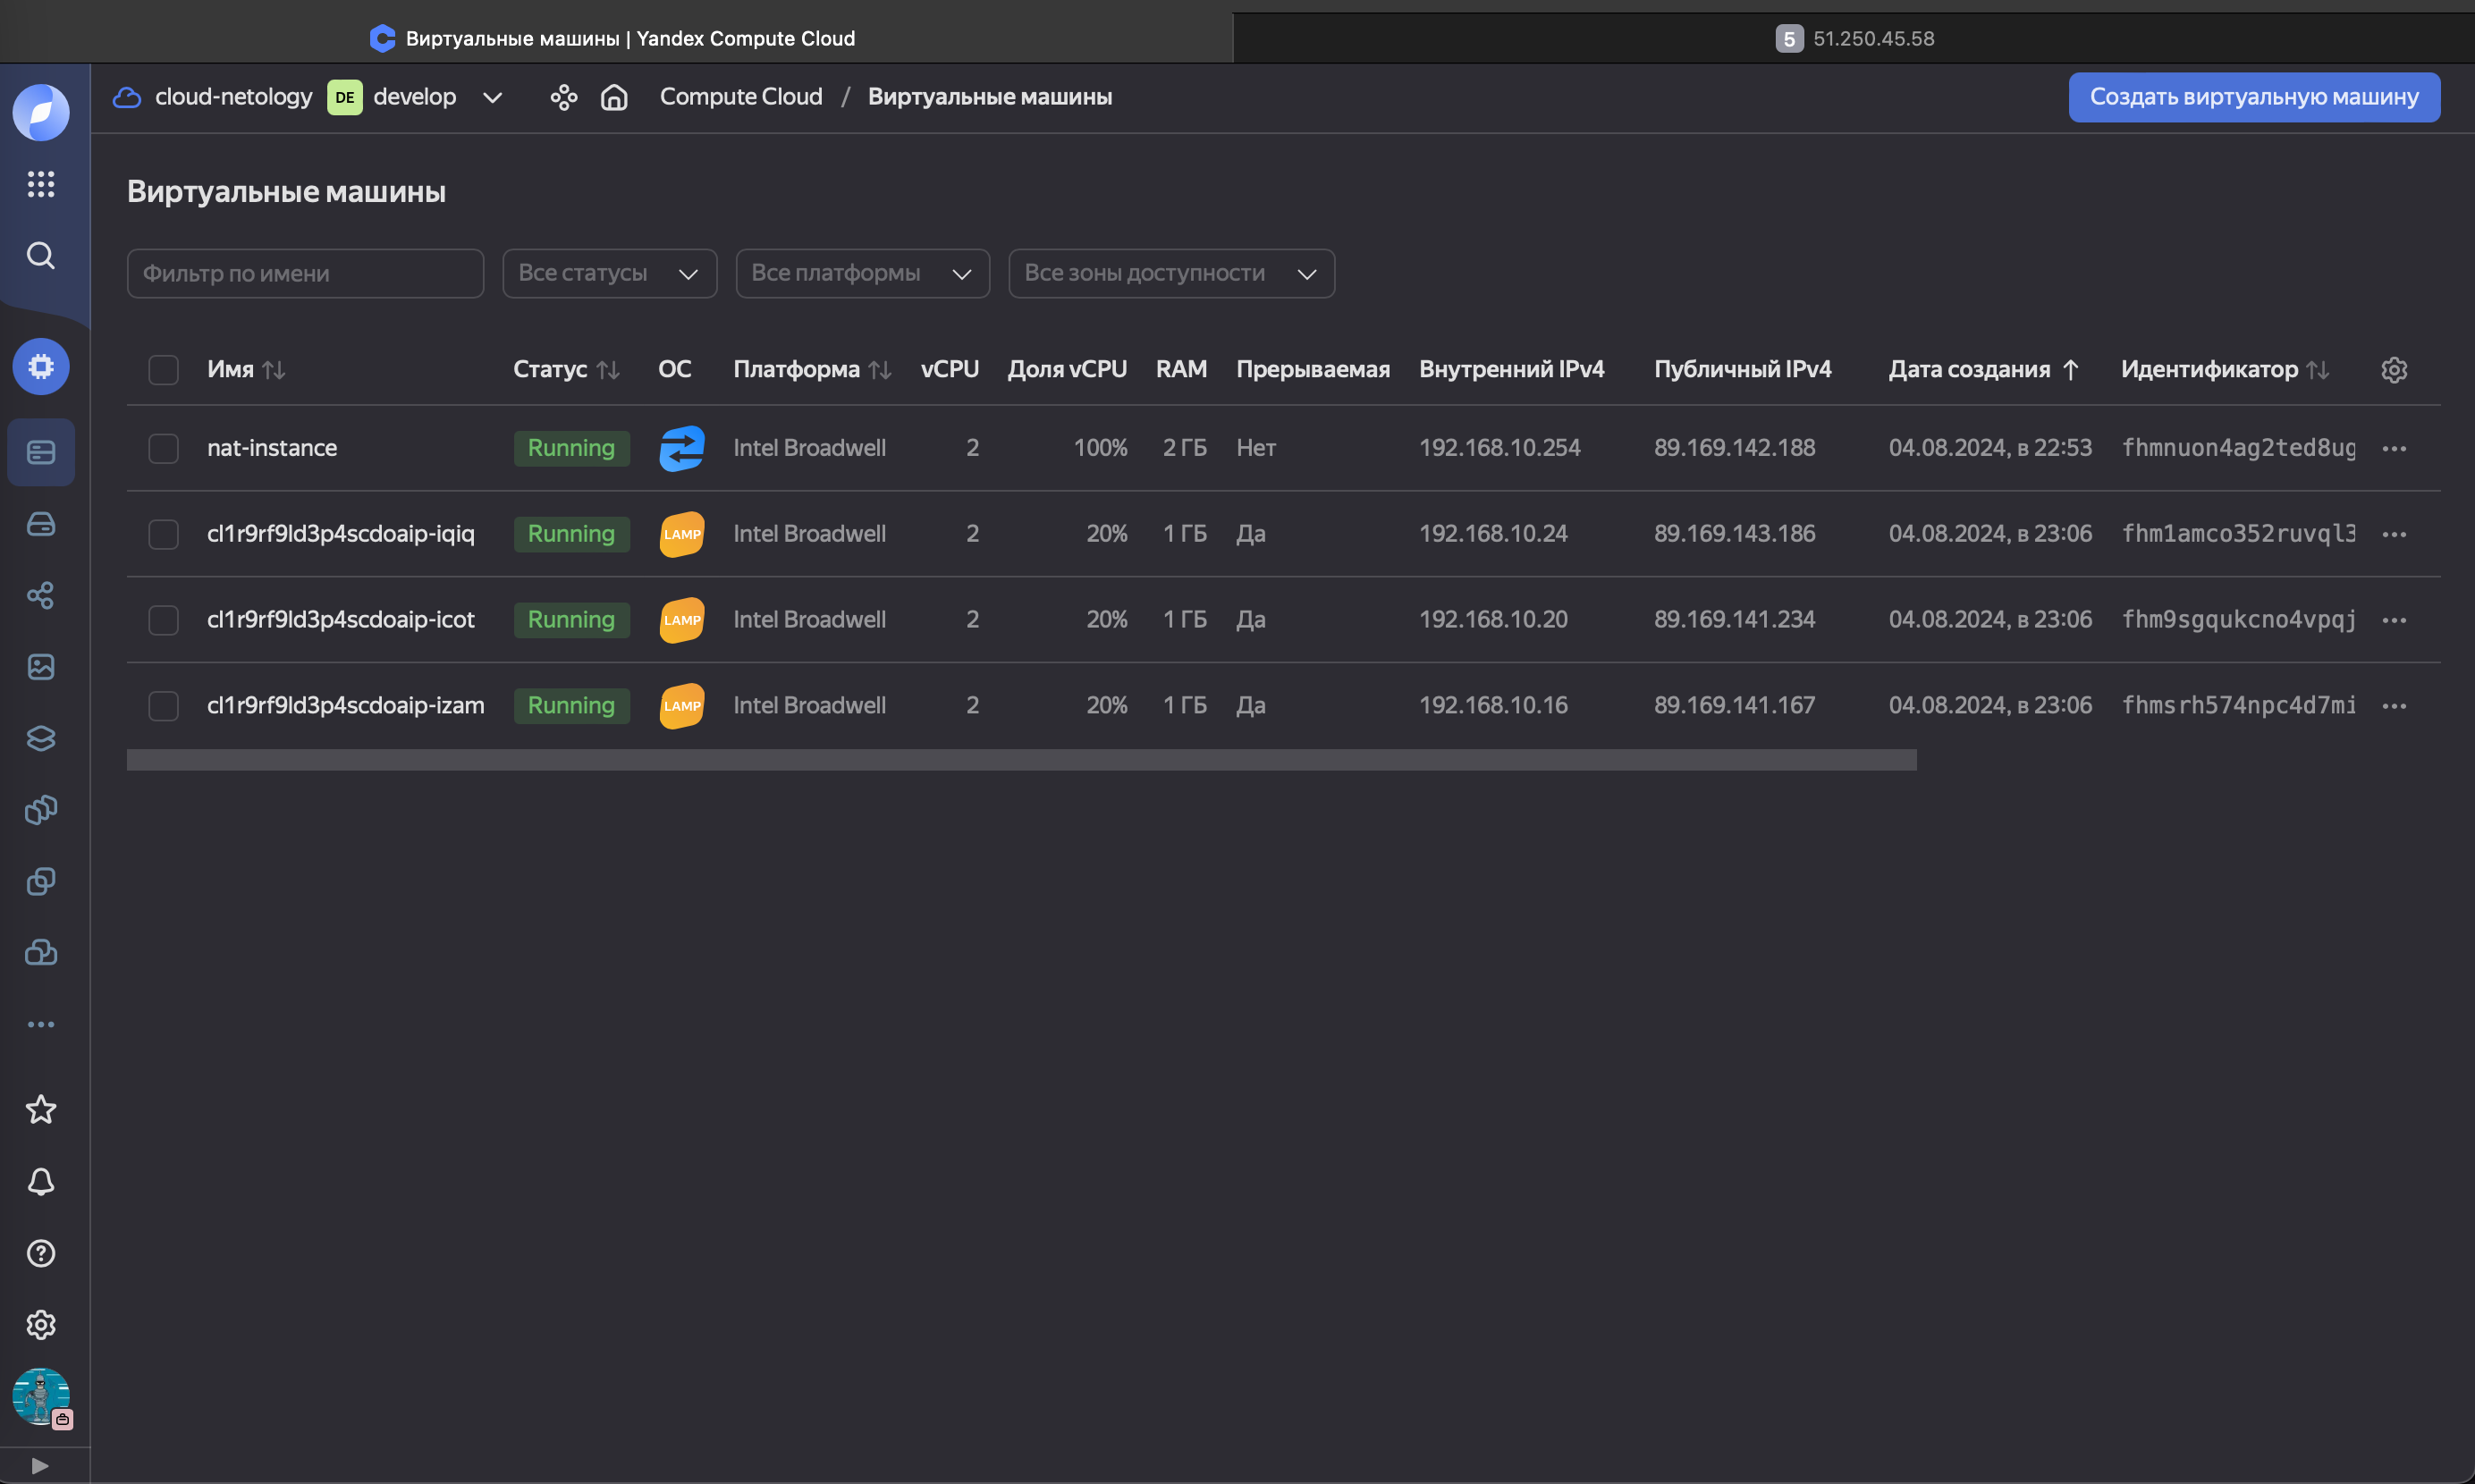 Виртуальные машины | Yandex Compute Cloud
5 51.250.45.58
cloud-netology DE develop Compute Cloud / Виртуальные машины Создать виртуальную машину
Виртуальные машины
Фильтр по имени Все статусы Все платформы Все зоны доступности
Имя Статус ОС Платформа vCPU Доля vCPU RAM Прерываемая Внутренний IPv4 Публичный IPv4 Дата создания Идентификатор
nat-instance Running Intel Broadwell 2 100% 2 ГБ Нет 192.168.10.254 89.169.142.188 04.08.2024, в 22:53 fhmnuon4ag2ted8ug
cl1r9rf9ld3p4scdoaip-iqiq Running LAMP Intel Broadwell 2 20% 1 ГБ Да 192.168.10.24 89.169.143.186 04.08.2024, в 23:06 fhm1amco352ruvql3
cl1r9rf9ld3p4scdoaip-icot Running LAMP Intel Broadwell 2 20% 1 ГБ Да 192.168.10.20 89.169.141.234 04.08.2024, в 23:06 fhm9sgqukcno4vpqj
cl1r9rf9ld3p4scdoaip-izam Running LAMP Intel Broadwell 2 20% 1 ГБ Да 192.168.10.16 89.169.141.167 04.08.2024, в 23:06 fhmsrh574npc4d7mi